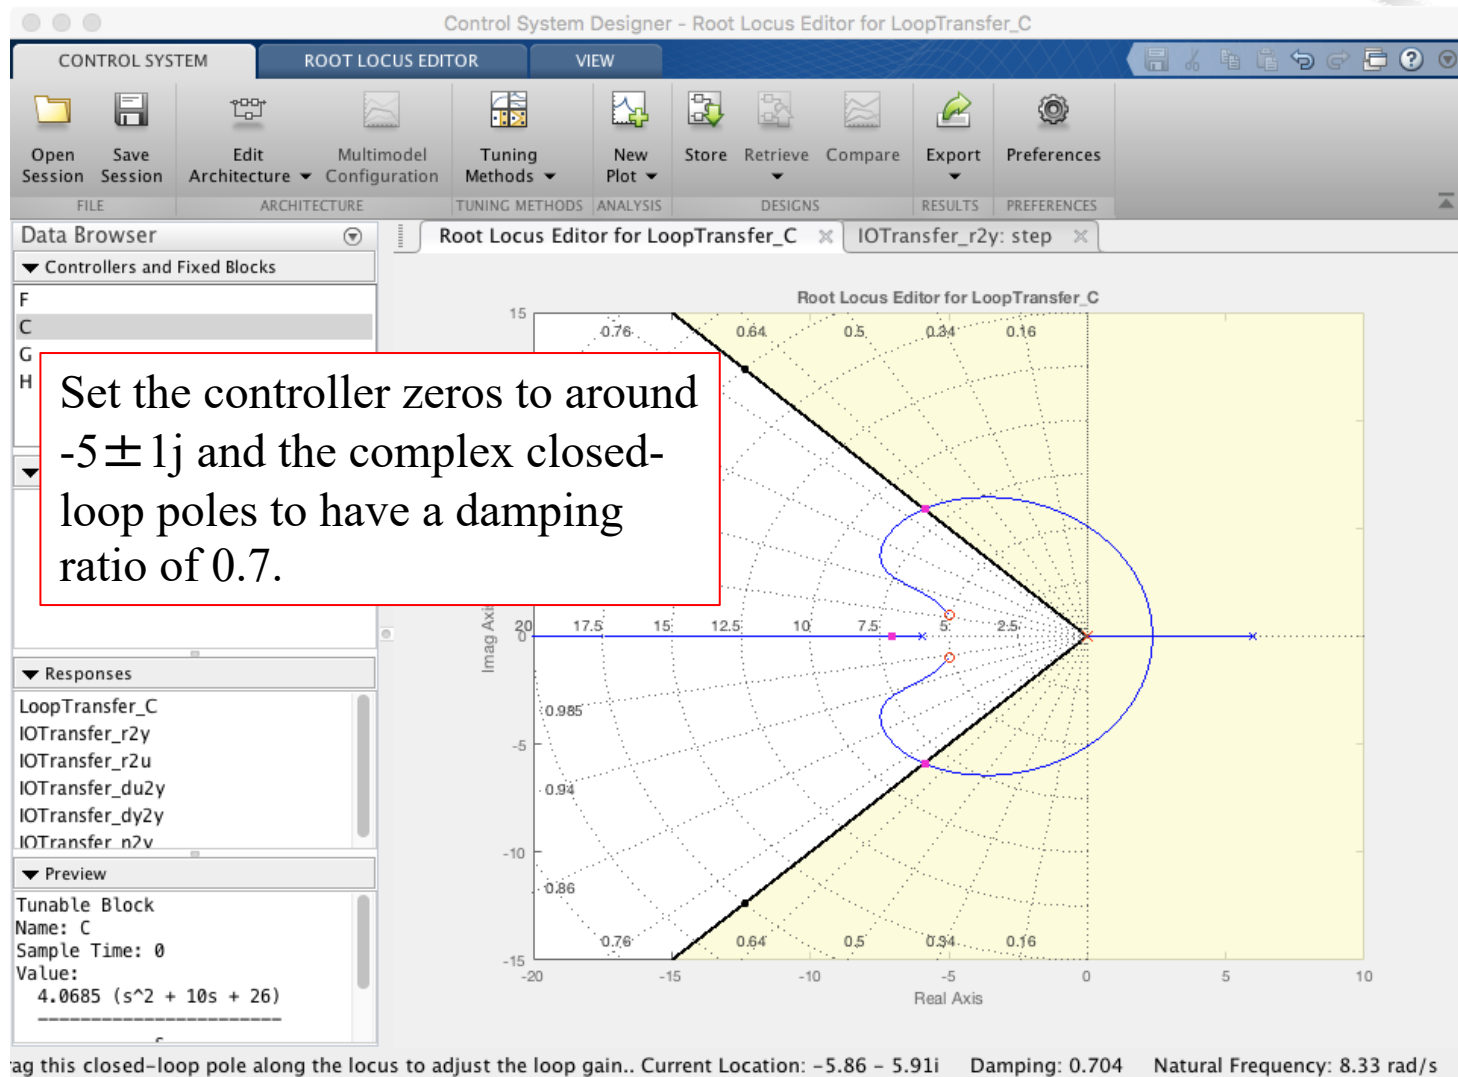 Control System Designer - Root Locus Editor for LoopTransfer_C
CONTROL SYSTEM ROOT LOCUS EDITOR VIEW
Open Session Save Session Edit Architecture Multimodel Configuration Tuning Methods New Plot Store Retrieve Compare Export Preferences
FILE ARCHITECTURE TUNING METHODS ANALYSIS DESIGNS RESULTS PREFERENCES
Data Browser
Root Locus Editor for LoopTransfer_C IOTransfer_r2y: step
Controllers and Fixed Blocks
F
C
G
H
Set the controller zeros to around
-5±1j and the complex closed-
loop poles to have a damping
ratio of 0.7.
Responses
LoopTransfer_C
IOTransfer_r2y
IOTransfer_r2u
IOTransfer_du2y
IOTransfer_dy2y
IOTransfer_n2y
Preview
Tunable Block
Name: C
Sample Time: 0
Value:
4.0685 (s^2 + 10s + 26)
-----------------------
s
Root Locus Editor for LoopTransfer_C
15
0.76 0.64 0.5 0.34 0.16
20 17.5 15 12.5 10 7.5 5 2.5
0
0.985
-5
0.94
-10
0.86
0.76 0.64 0.5 0.34 0.16
-15
-20 -15 -10 -5 0 5 10
Real Axis
Imag Axis
ag this closed-loop pole along the locus to adjust the loop gain.. Current Location: -5.86 - 5.91i Damping: 0.704 Natural Frequency: 8.33 rad/s